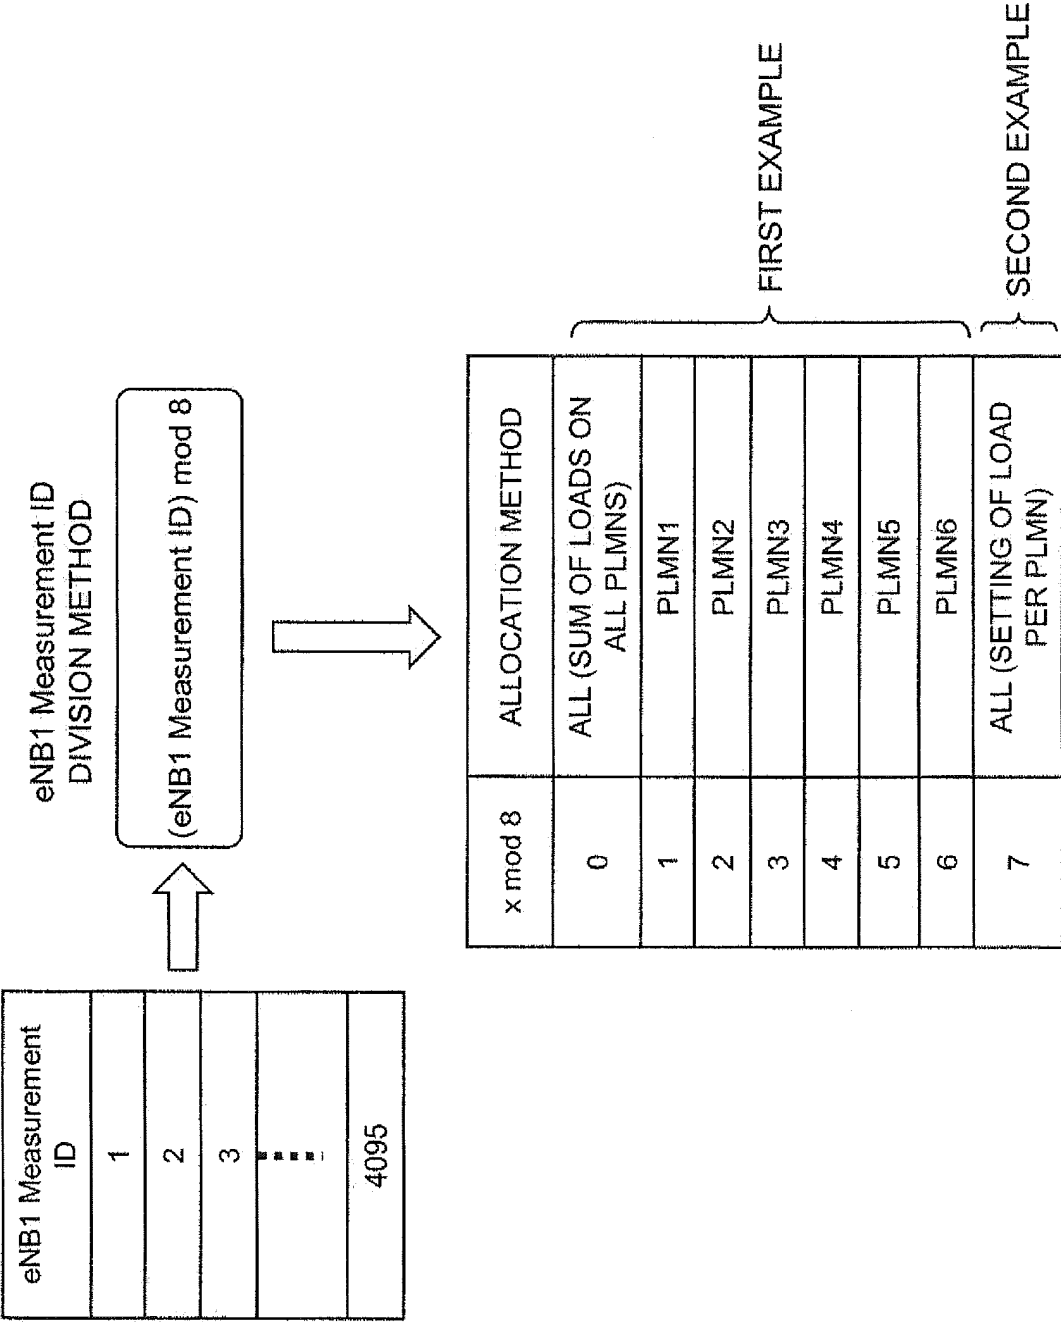 eNB1 Measurement
ID
1
2
3
4095
eNB1 Measurement ID
DIVISION METHOD
(eNB1 Measurement ID) mod 8
x mod 8
ALLOCATION METHOD
0
ALL (SUM OF LOADS ON
ALL PLMNS)
1
PLMN1
2
PLMN2
3
PLMN3
4
PLMN4
5
PLMN5
6
PLMN6
7
ALL (SETTING OF LOAD
PER PLMN)
FIRST EXAMPLE
SECOND EXAMPLE